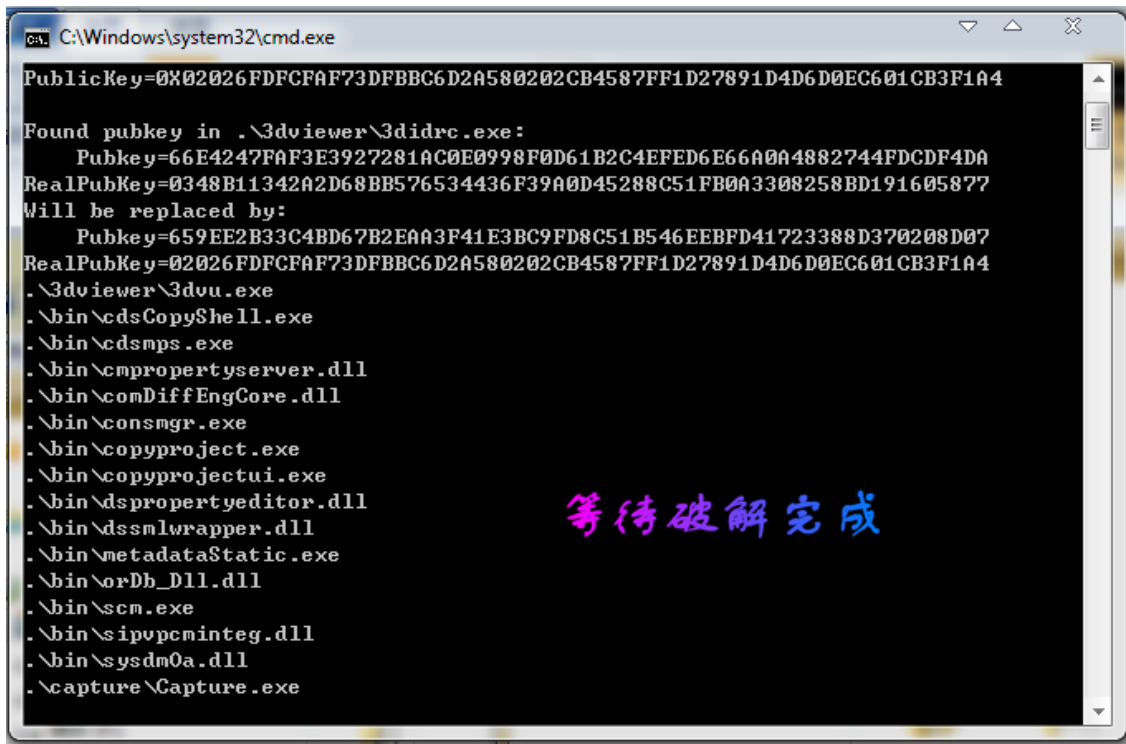 C:\Windows\system32\cmd.exe
PublicKey=0X02026FDFCFAF73DFBBC6D2A580202CB4587FF1D27891D4D6D0EC601CB3F1A4
Found pubkey in .\3dviewer\3didrc.exe:
Pubkey=66E4247FAF3E3927281AC0E0998F0D61B2C4EFED6E66A0A4882744FDCDF4DA
RealPubKey=0348B11342A2D68BB576534436F39A0D45288C51FB0A3308258BD191605877
Will be replaced by:
Pubkey=659EE2B33C4BD67B2EAA3F41E3BC9FD8C51B546EEBFD41723388D370208D07
RealPubKey=02026FDFCFAF73DFBBC6D2A580202CB4587FF1D27891D4D6D0EC601CB3F1A4
.\3dviewer\3dvu.exe
.\bin\cdsCopyShell.exe
.\bin\cdsmps.exe
.\bin\cmpropertyserver.dll
.\bin\comDiffEngCore.dll
.\bin\consmgr.exe
.\bin\copyproject.exe
.\bin\copyprojectui.exe
.\bin\dspropertyeditor.dll
.\bin\dssmlwrapper.dll
.\bin\metadataStatic.exe
.\bin\orDb_Dll.dll
.\bin\scm.exe
.\bin\sipvpcminteg.dll
.\bin\sysdmOa.dll
.\capture\Capture.exe
等待破解完成